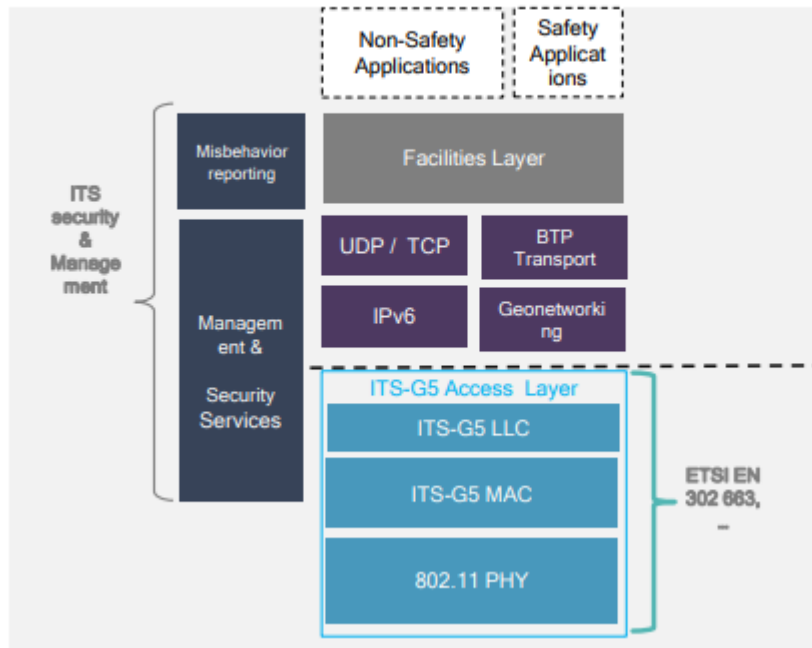 Non-Safety
Applications
Safety
Applicat
ions
Misbehavior
reporting
Facilities Layer
ITS
security
&
Manage
ment
UDP / TCP
BTP
Transport
IPv6
Geonetworki
ng
Managem
ent &
Security
Services
ITS-G5 Access Layer
ITS-G5 LLC
ITS-G5 MAC
802.11 PHY
ETSI EN
302 663,
...